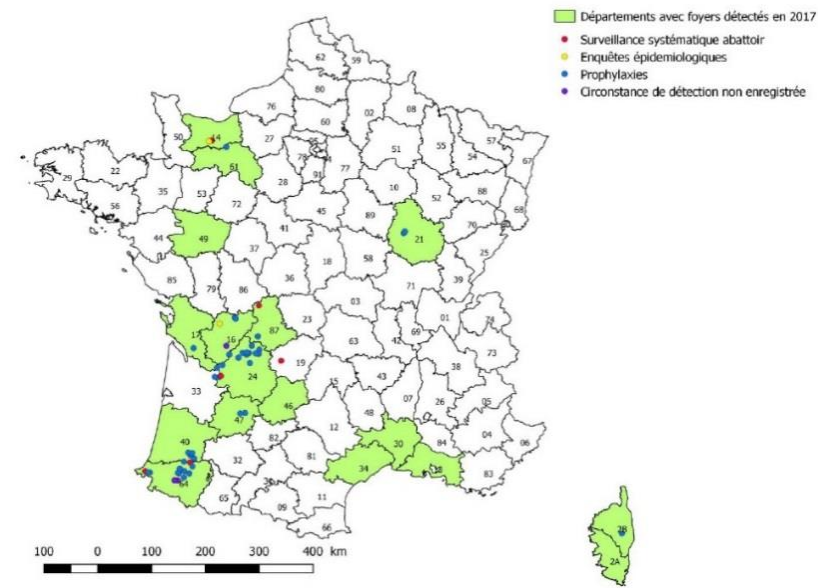 Départements avec foyers détectés en 2017
Surveillance systématique abattoir
Enquêtes épidemiologiques
Prophylaxies
Circonstance de détection non enregistrée
62 59
80
76 02 08
60
50 14 27 51 55 57
54 67
61 78 77
91
29 22 35 53 28 10 52 88 68
56 72 45 89
44 49 41 21 70
37 18 58 25
85 79 86 36 71 39
03 01 74
17 16 87 23 69
63 42 73
24 19 38
33 15 43
46 07 26 05
47 48
40 82 12 30 84 04 06
32 81 34 83
64 65 11
09
66
2B
2A
100 0 100 200 300 400 km